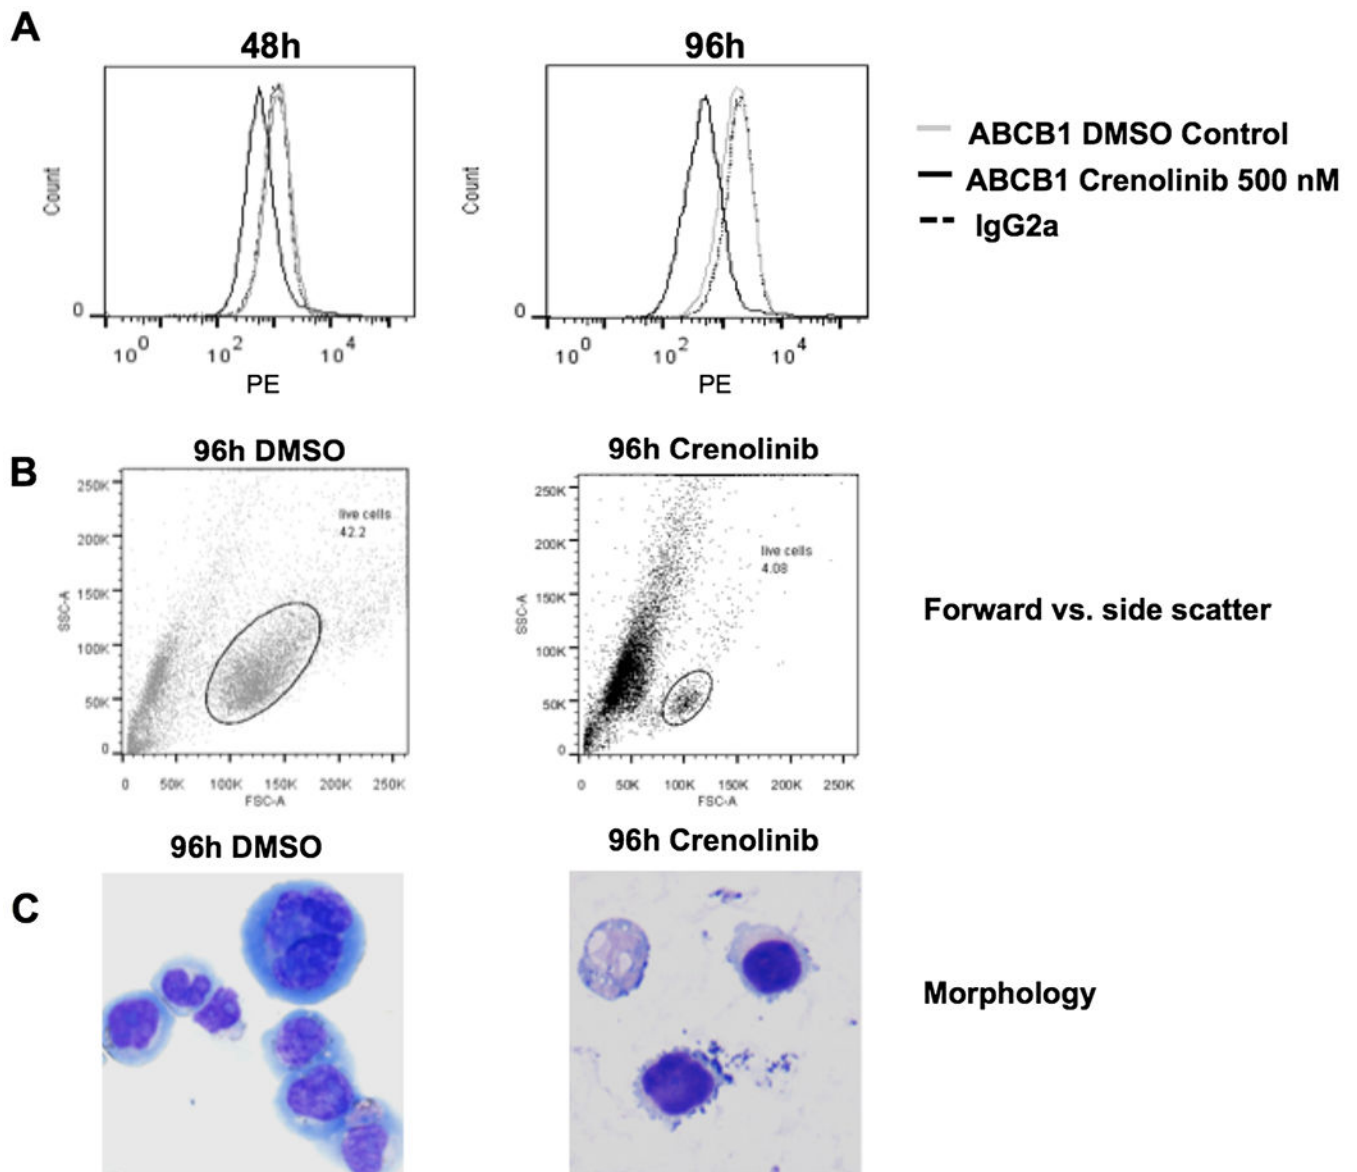 A
48h
96h
Count
0
10^0 10^2 10^4
PE
Count
0
10^0 10^2 10^4
PE
ABCB1 DMSO Control
ABCB1 Crenolinib 500 nM
IgG2a
B
96h DMSO
96h Crenolinib
250K
200K
150K
100K
50K
0
SSC-A
live cells
42.2
0 50K 100K 150K 200K 250K
FSC-A
250K
200K
150K
100K
50K
0
SSC-A
live cells
4.08
0 50K 100K 150K 200K 250K
FSC-A
Forward vs. side scatter
C
96h DMSO
96h Crenolinib
Morphology